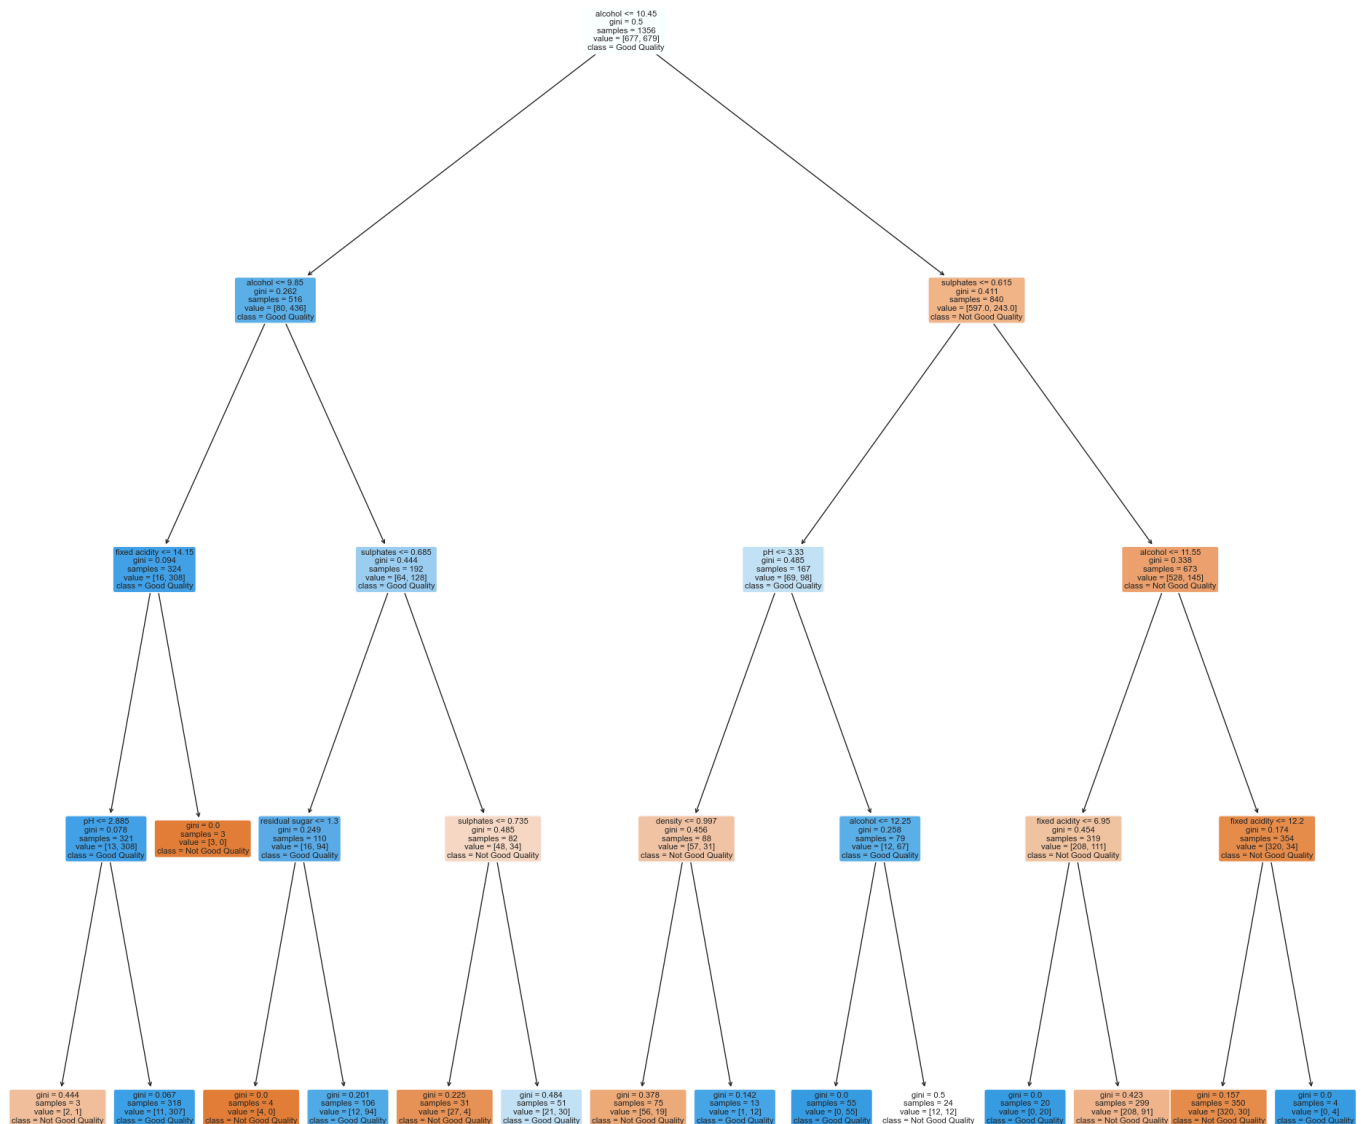 alcohol <= 10.45
gini = 0.5
samples = 1356
value = [677, 679]
class = Good Quality
alcohol <= 9.85
gini = 0.262
samples = 516
value = [80, 436]
class = Good Quality
sulphates <= 0.615
gini = 0.411
samples = 840
value = [597.0, 243.0]
class = Not Good Quality
fixed acidity <= 14.15
gini = 0.094
samples = 324
value = [16, 308]
class = Good Quality
sulphates <= 0.685
gini = 0.444
samples = 192
value = [64, 128]
class = Good Quality
pH <= 3.33
gini = 0.485
samples = 167
value = [69, 98]
class = Good Quality
alcohol <= 11.55
gini = 0.338
samples = 673
value = [528, 145]
class = Not Good Quality
pH <= 2.885
gini = 0.078
samples = 321
value = [13, 308]
class = Good Quality
gini = 0.0
samples = 3
value = [3, 0]
class = Not Good Quality
residual sugar <= 1.3
gini = 0.249
samples = 110
value = [16, 94]
class = Good Quality
sulphates <= 0.735
gini = 0.485
samples = 82
value = [48, 34]
class = Not Good Quality
density <= 0.997
gini = 0.456
samples = 88
value = [57, 31]
class = Not Good Quality
alcohol <= 12.25
gini = 0.258
samples = 79
value = [12, 67]
class = Good Quality
fixed acidity <= 6.95
gini = 0.454
samples = 319
value = [208, 111]
class = Not Good Quality
fixed acidity <= 12.2
gini = 0.174
samples = 354
value = [320, 34]
class = Not Good Quality
gini = 0.444
samples = 3
value = [2, 1]
class = Not Good Quality
gini = 0.067
samples = 318
value = [11, 307]
class = Good Quality
gini = 0.0
samples = 4
value = [4, 0]
class = Not Good Quality
gini = 0.201
samples = 106
value = [12, 94]
class = Good Quality
gini = 0.225
samples = 31
value = [27, 4]
class = Not Good Quality
gini = 0.484
samples = 51
value = [21, 30]
class = Good Quality
gini = 0.378
samples = 75
value = [56, 19]
class = Not Good Quality
gini = 0.142
samples = 13
value = [1, 12]
class = Good Quality
gini = 0.0
samples = 55
value = [0, 55]
class = Good Quality
gini = 0.5
samples = 24
value = [12, 12]
class = Not Good Quality
gini = 0.0
samples = 20
value = [0, 20]
class = Good Quality
gini = 0.423
samples = 299
value = [208, 91]
class = Not Good Quality
gini = 0.157
samples = 350
value = [320, 30]
class = Not Good Quality
gini = 0.0
samples = 4
value = [0, 4]
class = Good Quality